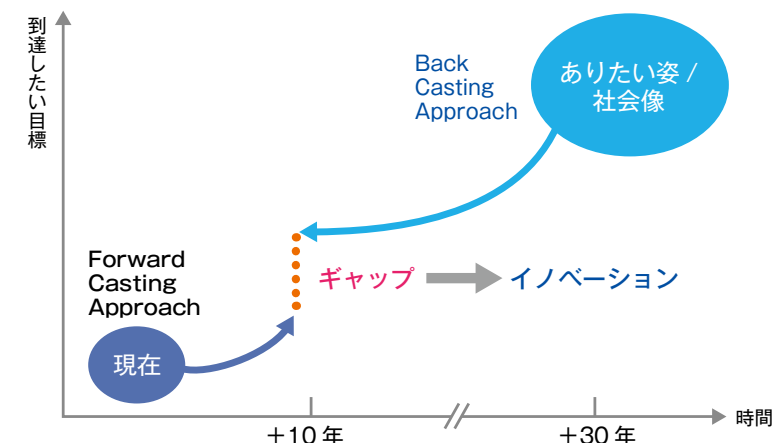 到達したい目標
Back
Casting
Approach
ありたい姿 /
社会像
Forward
Casting
Approach
ギャップ
イノベーション
現在
時間
+10 年
+30 年